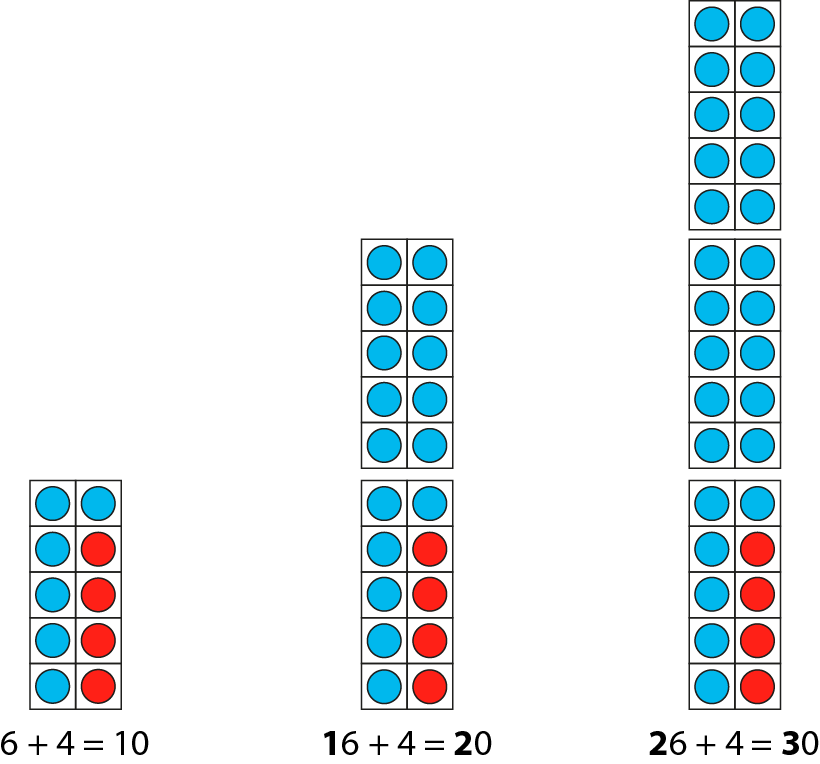 6 + 4 = 10
16 + 4 = 20
26 + 4 = 30